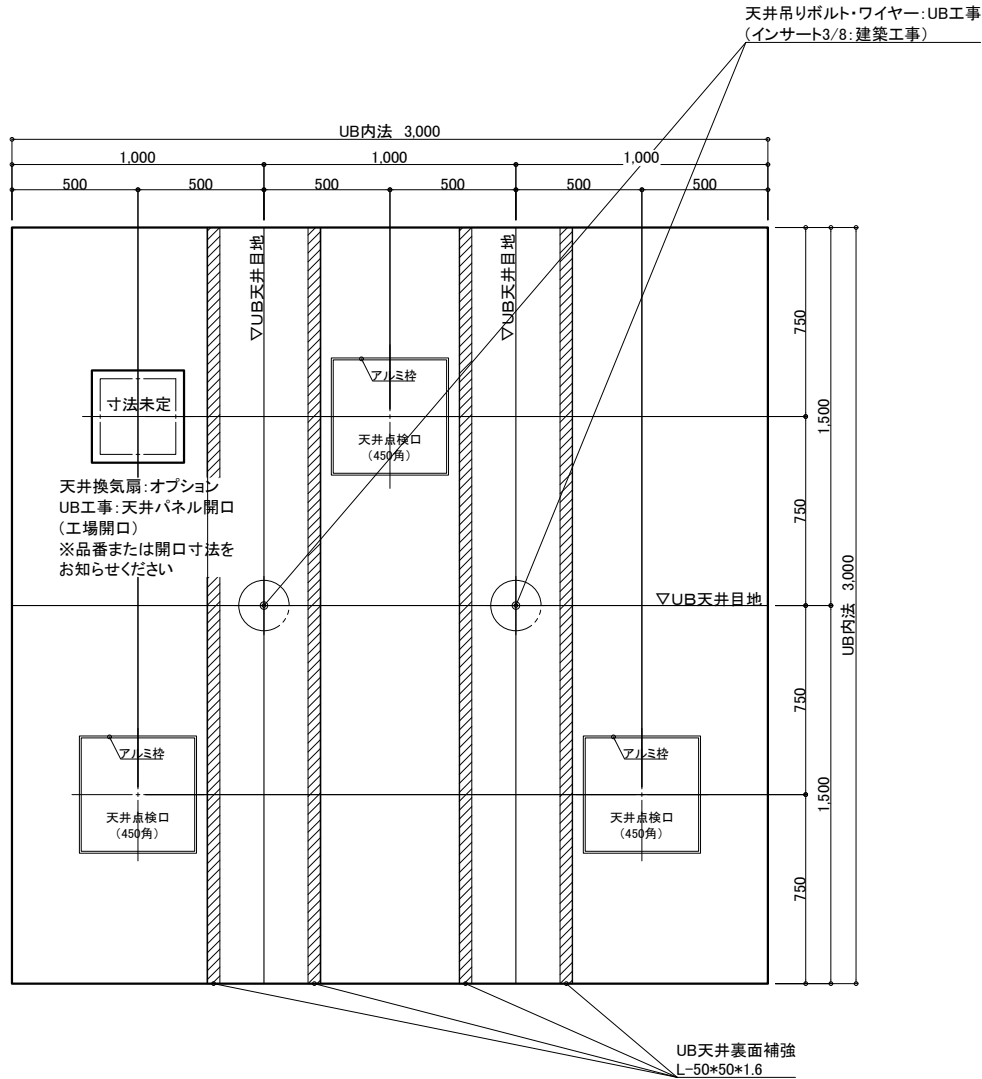 天井吊りボルト・ワイヤー:UB工事
(インサート3/8:建築工事)
UB内法 3,000
1,000
1,000
1,000
500
500
500
500
500
500
▽UB天井目地
▽UB天井目地
750
1,500
アルミ枠
寸法未定
天井点検口
(450角)
天井換気扇:オプション
UB工事:天井パネル開口
(工場開口)
※品番または開口寸法を
お知らせください
750
▽UB天井目地
UB内法 3,000
750
アルミ枠
アルミ枠
天井点検口
(450角)
天井点検口
(450角)
1,500
750
UB天井裏面補強
L-50*50*1.6